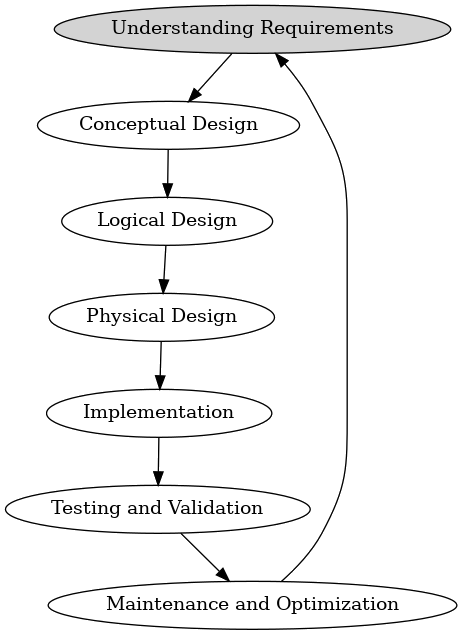 Understanding Requirements
Conceptual Design
Logical Design
Physical Design
Implementation
Testing and Validation
Maintenance and Optimization